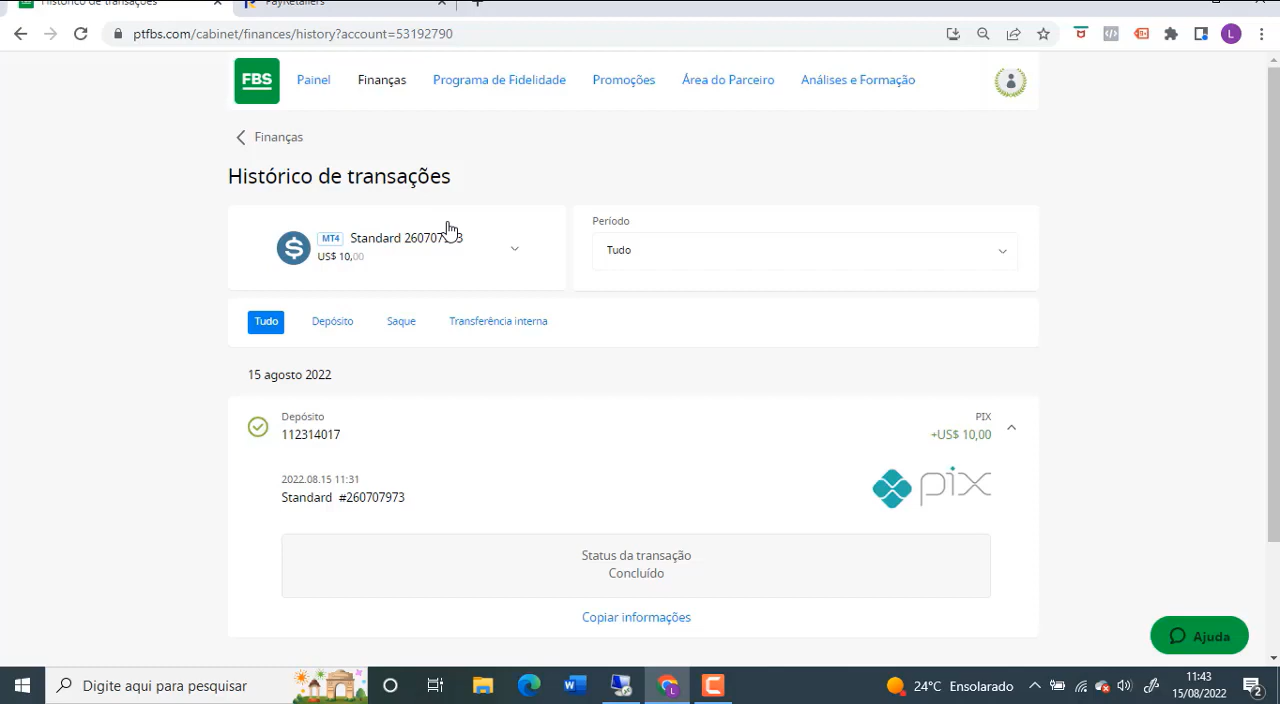 Histórico de transações
PayRetailers
ptfbs.com/cabinet/finances/history?account=53192790
L
FBS
Painel
Finanças
Programa de Fidelidade
Promoções
Área do Parceiro
Análises e Formação
Finanças
Histórico de transações
MT4
Standard
US$ 10,00
Período
Tudo
Tudo
Depósito
Saque
Transferência interna
15 agosto 2022
Depósito
112314017
PIX
+US$ 10,00
2022.08.15 11:31
Standard #260707973
pix
Status da transação
Concluído
Copiar informações
Ajuda
Digite aqui para pesquisar
24°C Ensolarado
11:43
15/08/2022
2